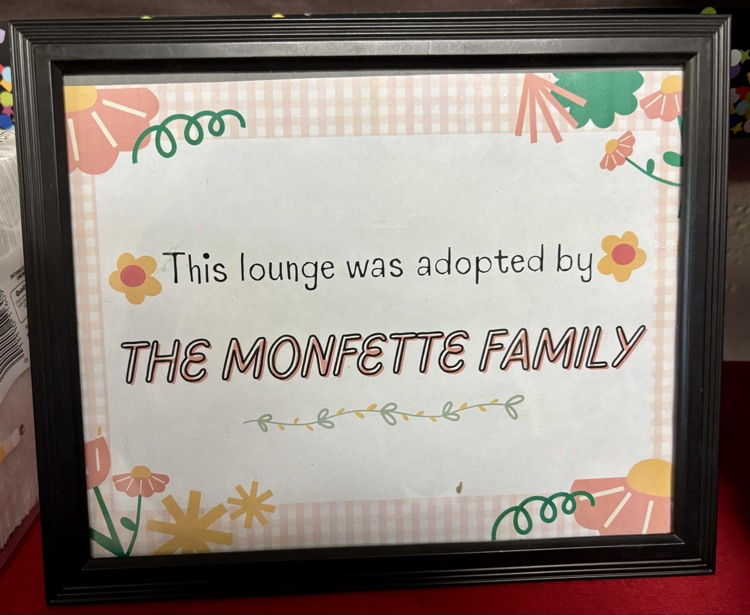 This lounge was adopted by
THE MONFETTE FAMILY